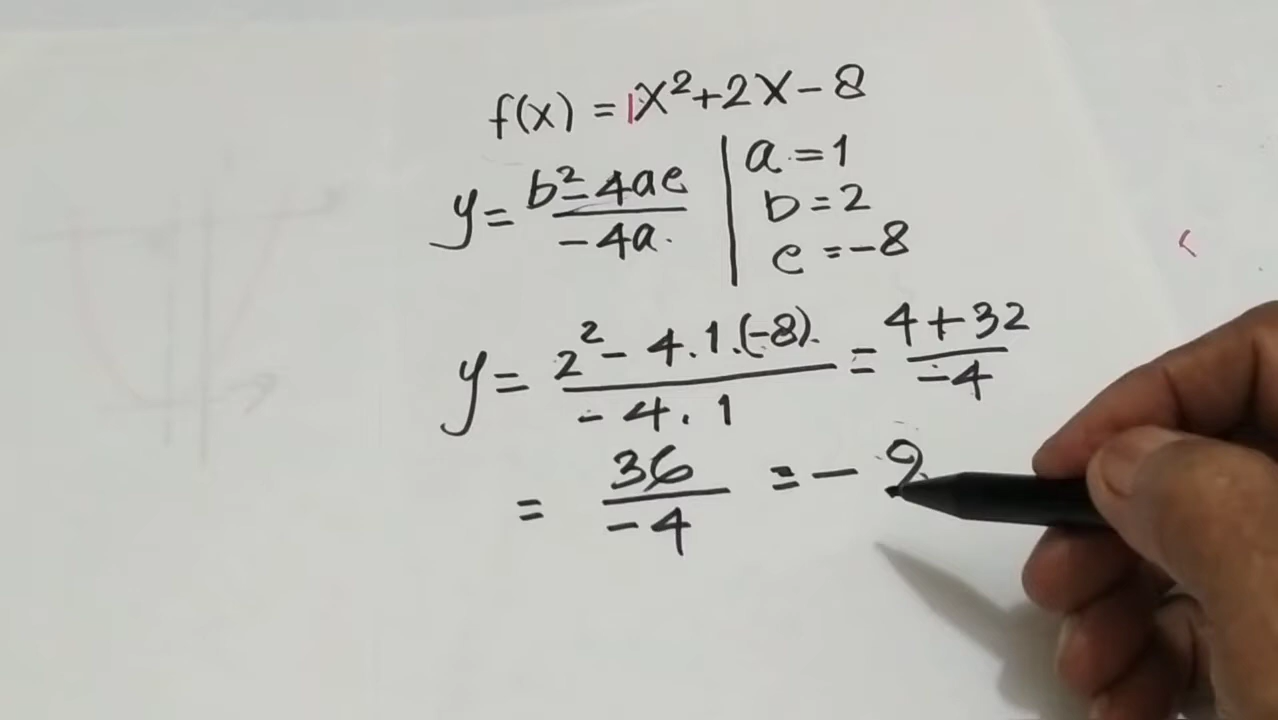 f(x) = 1x²+2x-8
y = b²-4ac / -4a. | a = 1
b = 2
c = -8
y = 2² - 4.1.(-8). / -4.1 = 4+32 / -4
= 36 / -4 = -9